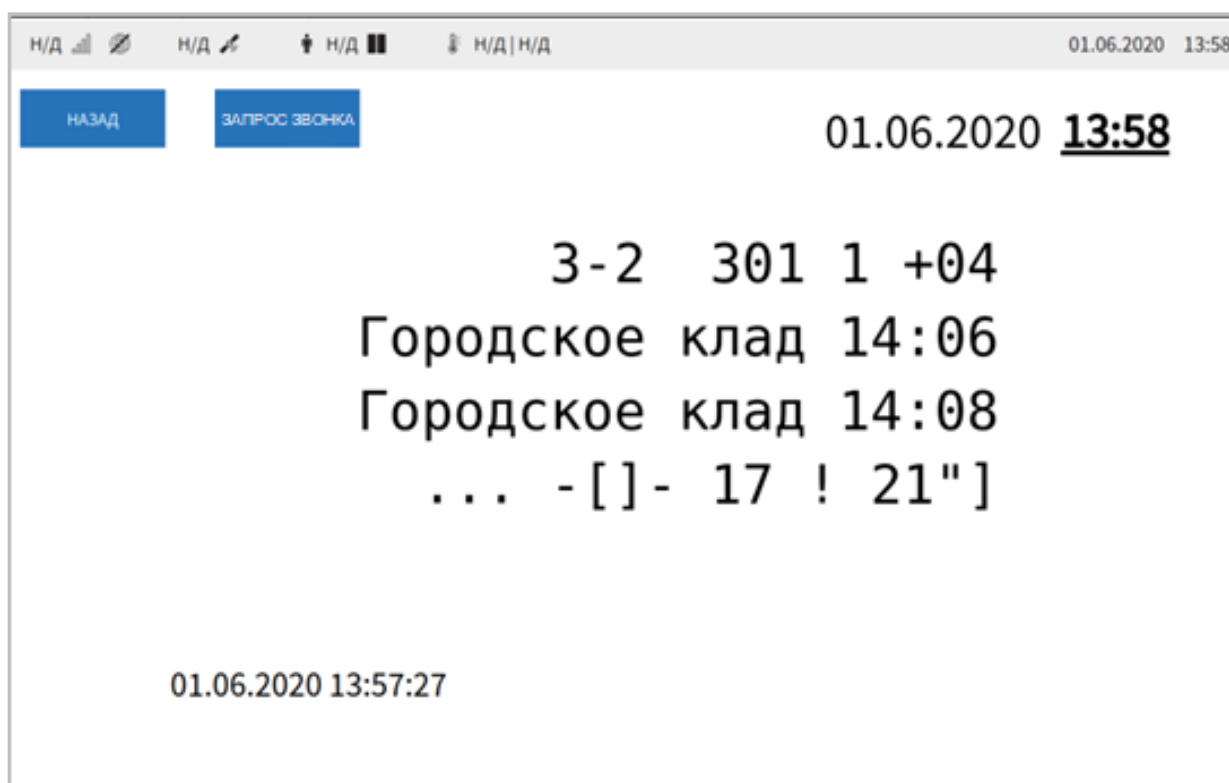 Н/Д Н/Д Н/Д Н/Д|Н/Д 01.06.2020 13:58
НАЗАД ЗАПРОС ЗВОНКА
01.06.2020 13:58
3-2 301 1 +04
Городское клад 14:06
Городское клад 14:08
... -[]- 17 ! 21"]
01.06.2020 13:57:27